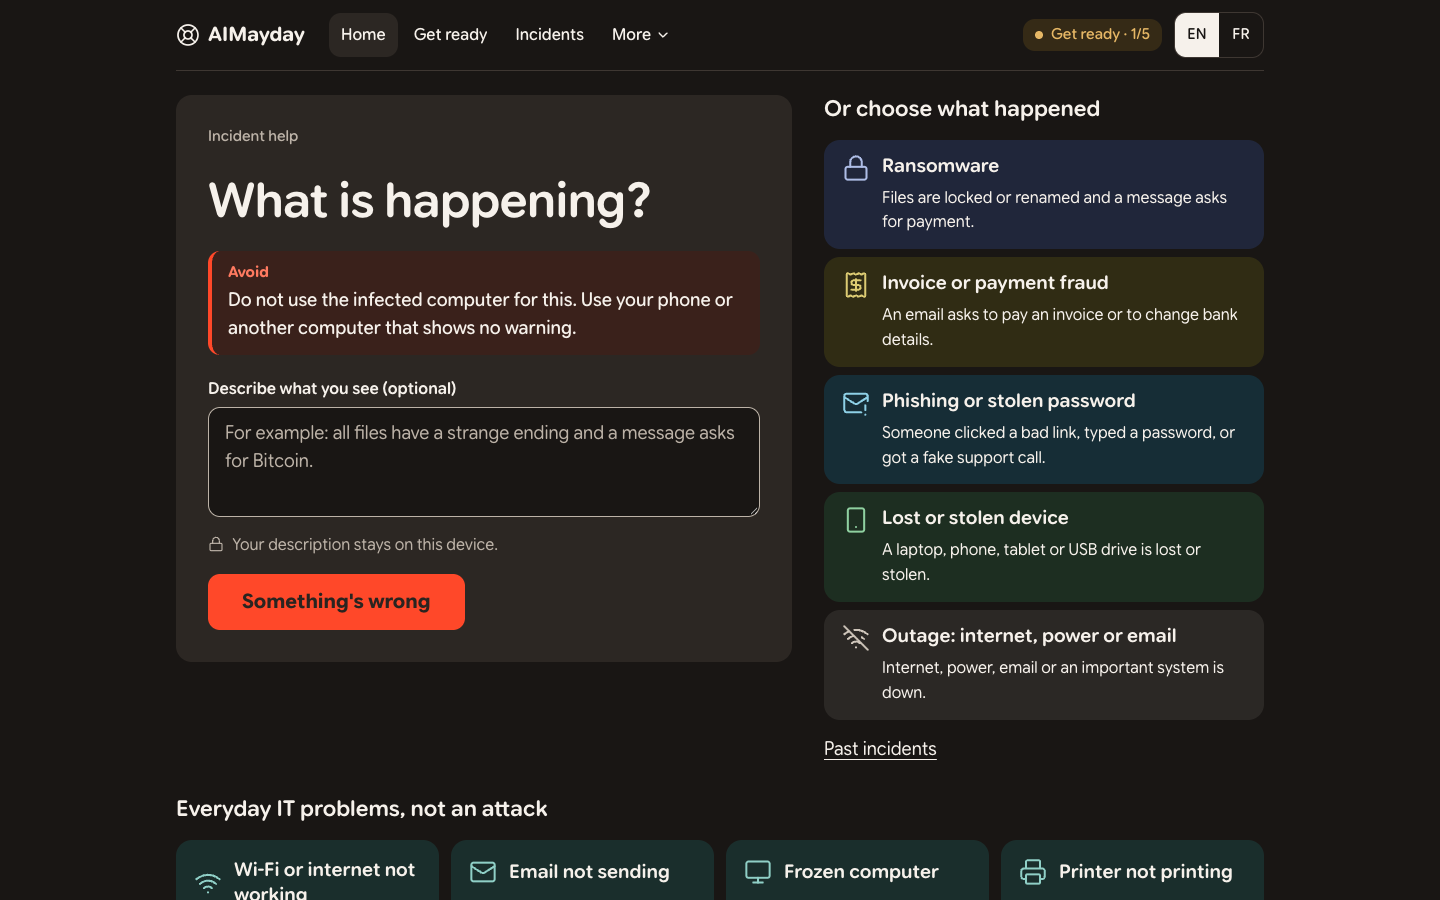 AIMayday
Home
Get ready
Incidents
More
Get ready · 1/5
EN
FR
Incident help
What is happening?
Avoid
Do not use the infected computer for this. Use your phone or
another computer that shows no warning.
Describe what you see (optional)
For example: all files have a strange ending and a message asks
for Bitcoin.
Your description stays on this device.
Something's wrong
Or choose what happened
Ransomware
Files are locked or renamed and a message asks
for payment.
Invoice or payment fraud
An email asks to pay an invoice or to change bank
details.
Phishing or stolen password
Someone clicked a bad link, typed a password, or
got a fake support call.
Lost or stolen device
A laptop, phone, tablet or USB drive is lost or
stolen.
Outage: internet, power or email
Internet, power, email or an important system is
down.
Past incidents
Everyday IT problems, not an attack
Wi-Fi or internet not
working
Email not sending
Frozen computer
Printer not printing